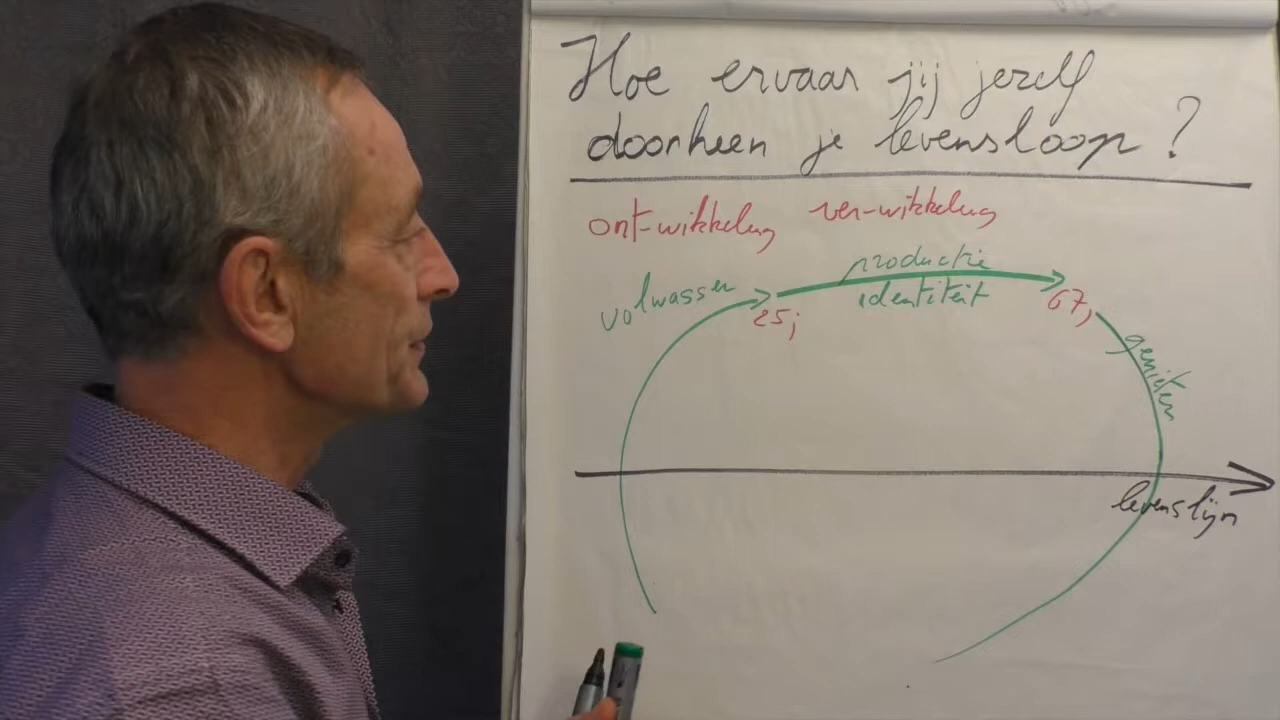 Hoe ervaar jij jezelf
doorheen je levensloop?
ont-wikkeling ver-wikkeling
volwassen
productie
identiteit
25j
67j
genieten
levenslijn